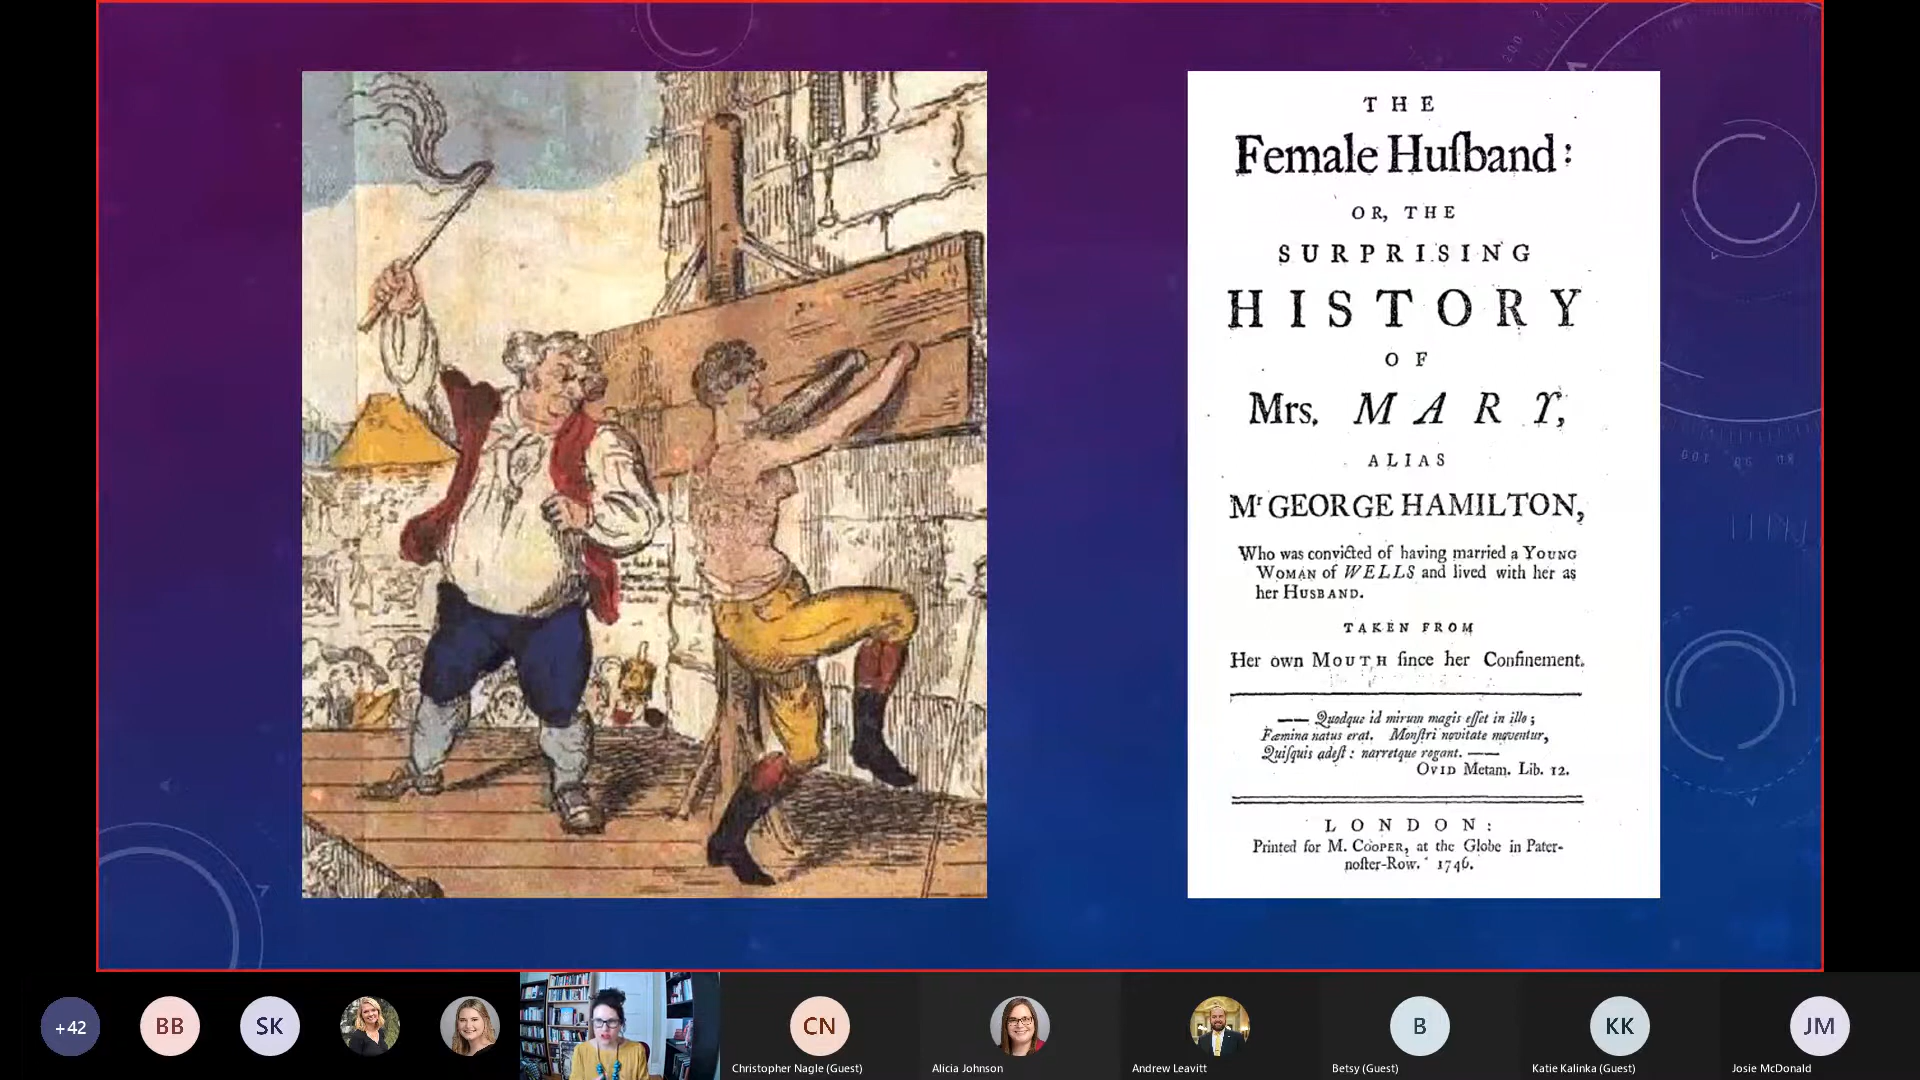 THE
Female Huſband:
OR, THE
SURPRISING
HISTORY
OF
Mrs. MARY,
ALIAS
Mr GEORGE HAMILTON,
Who was convicted of having married a YOUNG
WOMAN of WELLS and lived with her as
her HUSBAND.
TAKEN FROM
Her own MOUTH ſince her Confinement.
—— Quodque id mirum magis eſſet in illo;
Fæmina natus erat. Monſtri novitate moventur,
Quiſquis adeſt: narretque rogant. ——
OVID Metam. Lib. 12.
LONDON:
Printed for M. COOPER, at the Globe in Pater-
noſter-Row. 1746.
+42
BB
SK
CN
B
KK
JM
Christopher Nagle (Guest)
Alicia Johnson
Andrew Leavitt
Betsy (Guest)
Katie Kalinka (Guest)
Josie McDonald